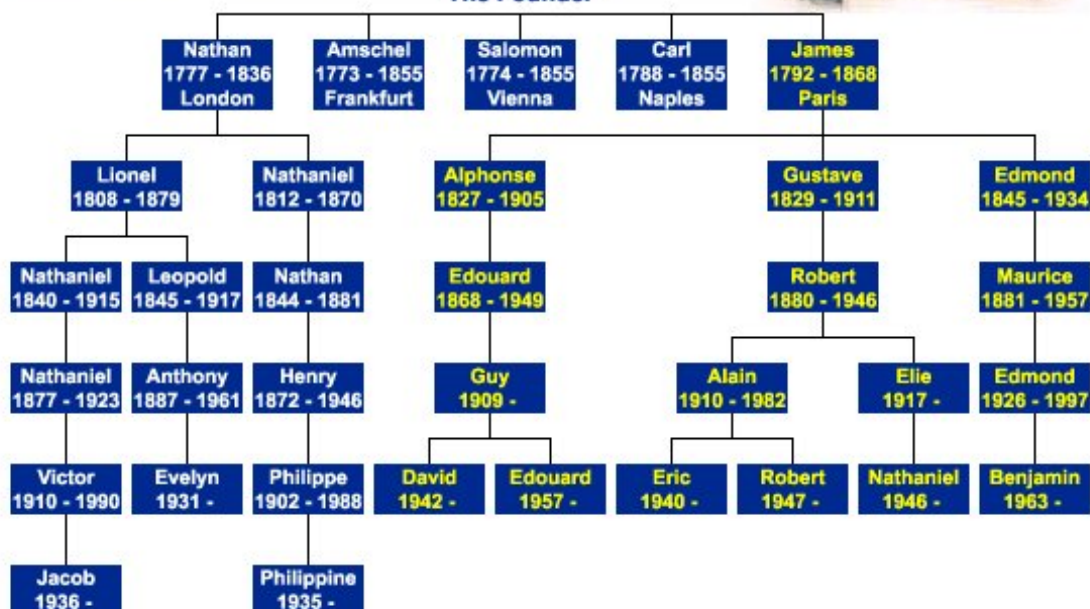 Nathan
1777 - 1836
London
Amschel
1773 - 1855
Frankfurt
Salomon
1774 - 1855
Vienna
Carl
1788 - 1855
Naples
James
1792 - 1868
Paris
Lionel
1808 - 1879
Nathaniel
1812 - 1870
Alphonse
1827 - 1905
Gustave
1829 - 1911
Edmond
1845 - 1934
Nathaniel
1840 - 1915
Leopold
1845 - 1917
Nathan
1844 - 1881
Edouard
1868 - 1949
Robert
1880 - 1946
Maurice
1881 - 1957
Nathaniel
1877 - 1923
Anthony
1887 - 1961
Henry
1872 - 1946
Guy
1909 -
Alain
1910 - 1982
Elie
1917 -
Edmond
1926 - 1997
Victor
1910 - 1990
Evelyn
1931 -
Philippe
1902 - 1988
David
1942 -
Edouard
1957 -
Eric
1940 -
Robert
1947 -
Nathaniel
1946 -
Benjamin
1963 -
Jacob
1936 -
Philippine
1935 -